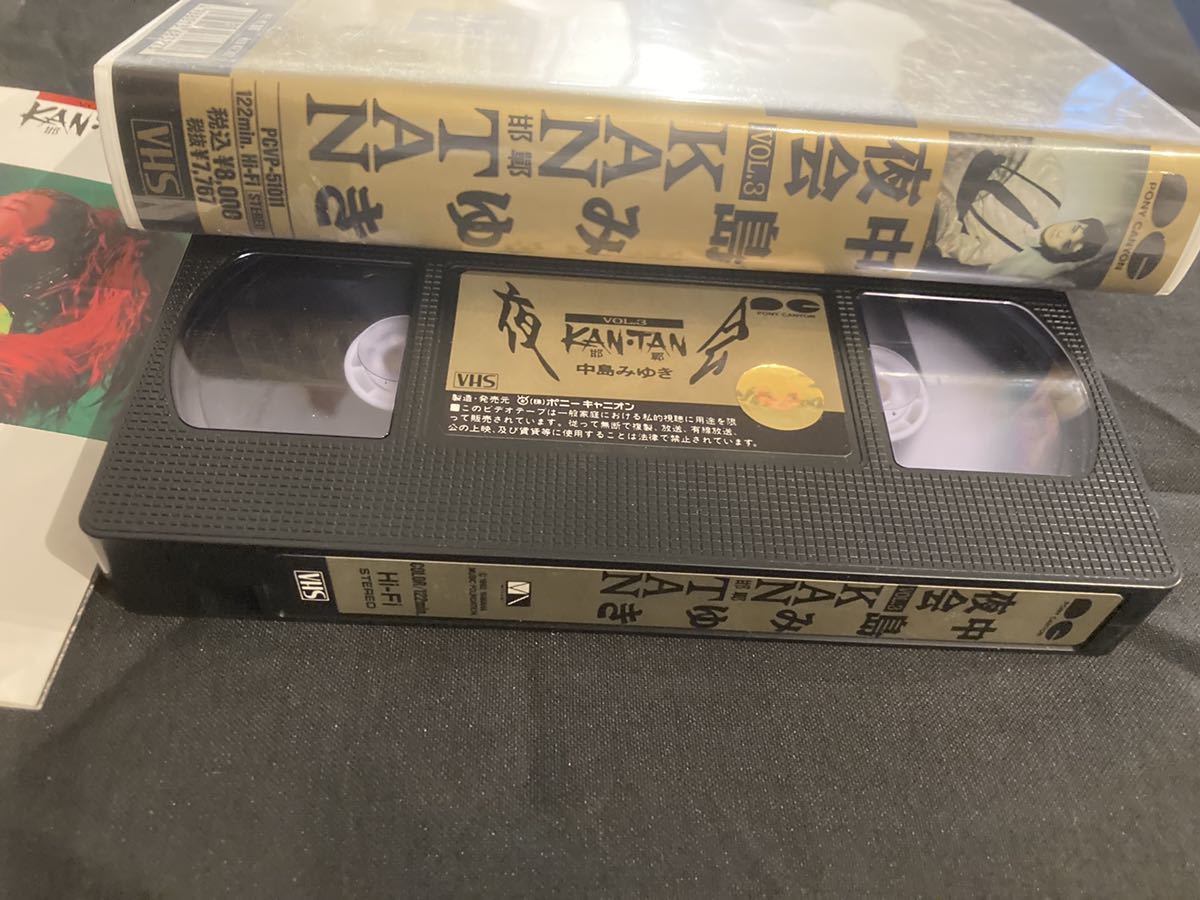 PONY CANYON
中島みゆき
夜会
VOL.3
KAN
邯鄲
TAN
PCVP-51011
122min. Hi-Fi STEREO
税込 ¥8,000
税抜 ¥7,767
VHS
KAN
夜会
VOL.3
KAN・TAN
邯鄲
中島みゆき
PONY CANYON
VHS
製造・発売元 (株)ポニーキャニオン
■このビデオテープは一般家庭における私的視聴に用途を限
って販売されています。従って無断で複製、放送、有線放送、
公の上映、及び賃貸等に使用することは法律で禁止されています。
中島みゆき
夜会
VOL.3
KAN
邯鄲
TAN
COLOR/122min.
Hi-Fi
STEREO
VHS